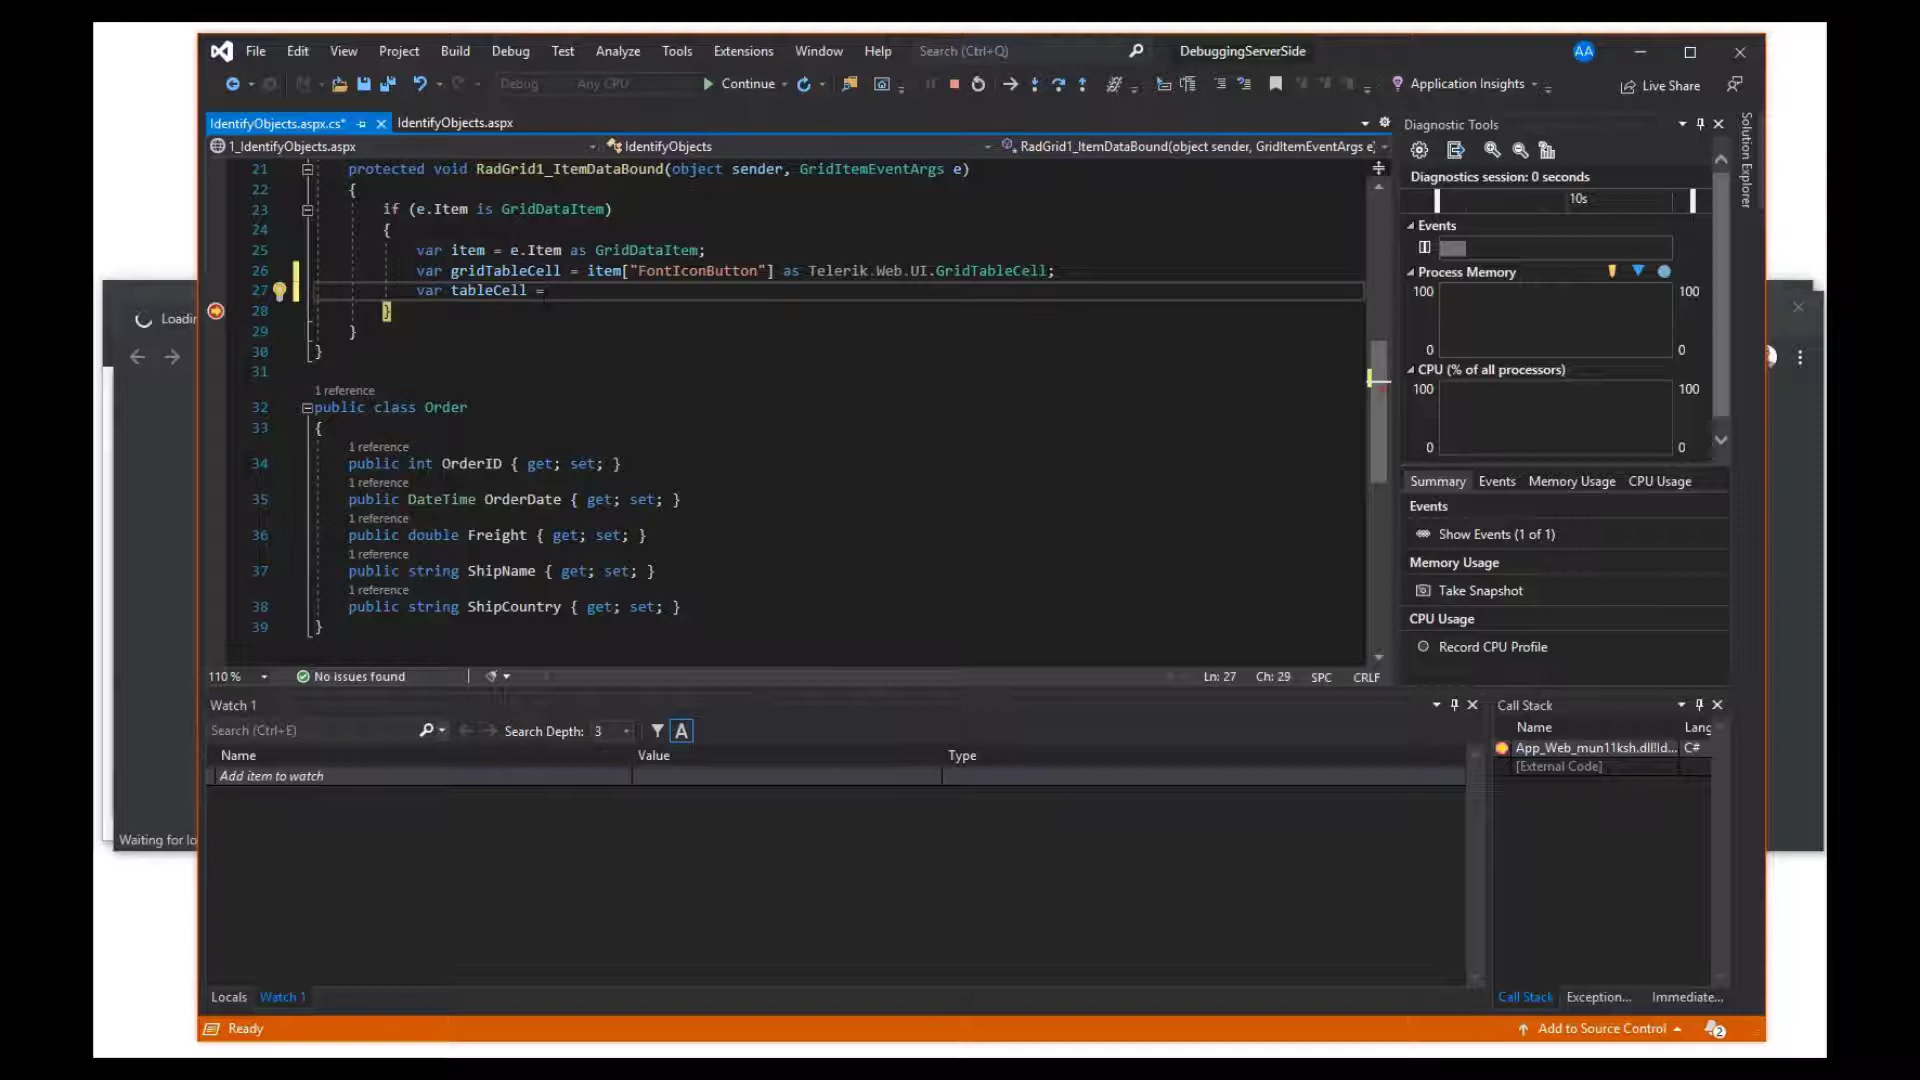 File Edit View Project Build Debug Test Analyze Tools Extensions Window Help Search (Ctrl+Q) DebuggingServerSide AA
Debug Any CPU Continue Application Insights Live Share
IdentifyObjects.aspx.cs* IdentifyObjects.aspx
1_IdentifyObjects.aspx IdentifyObjects RadGrid1_ItemDataBound(object sender, GridItemEventArgs e)
21 protected void RadGrid1_ItemDataBound(object sender, GridItemEventArgs e)
22 {
23 if (e.Item is GridDataItem)
24 {
25 var item = e.Item as GridDataItem;
26 var gridTableCell = item["FontIconButton"] as Telerik.Web.UI.GridTableCell;
27 var tableCell =
28 }
29 }
30 }
31
1 reference
32 public class Order
33 {
1 reference
34 public int OrderID { get; set; }
1 reference
35 public DateTime OrderDate { get; set; }
1 reference
36 public double Freight { get; set; }
1 reference
37 public string ShipName { get; set; }
1 reference
38 public string ShipCountry { get; set; }
39 }
110 % No issues found Ln: 27 Ch: 29 SPC CRLF
Diagnostic Tools
Diagnostics session: 0 seconds
10s
Events
Process Memory
100 100
0 0
CPU (% of all processors)
100 100
0 0
Summary Events Memory Usage CPU Usage
Events
Show Events (1 of 1)
Memory Usage
Take Snapshot
CPU Usage
Record CPU Profile
Solution Explorer
Watch 1
Search (Ctrl+E) Search Depth: 3 A
Name Value Type
Add item to watch
Locals Watch 1
Call Stack
Name Lang
App_Web_mun11ksh.dll!Id... C#
[External Code]
Call Stack Exception... Immediate...
Ready Add to Source Control 2
Loadin
Waiting for lo